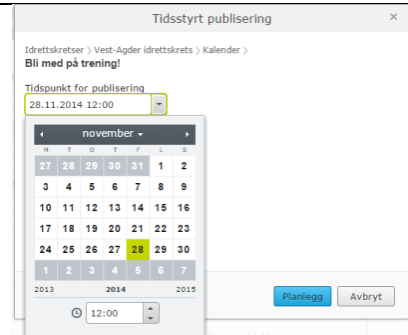 Tidsstyrt publisering ×
Idrettskretser > Vest-Agder idrettskrets > Kalender >
Bli med på trening!
Tidspunkt for publisering
28.11.2014 12:00
november
M T O T F L S
27 28 29 30 31 1 2
3 4 5 6 7 8 9
10 11 12 13 14 15 16
17 18 19 20 21 22 23
24 25 26 27 28 29 30
1 2 3 4 5 6 7
2013 2014 2015
12:00
Planlegg Avbryt